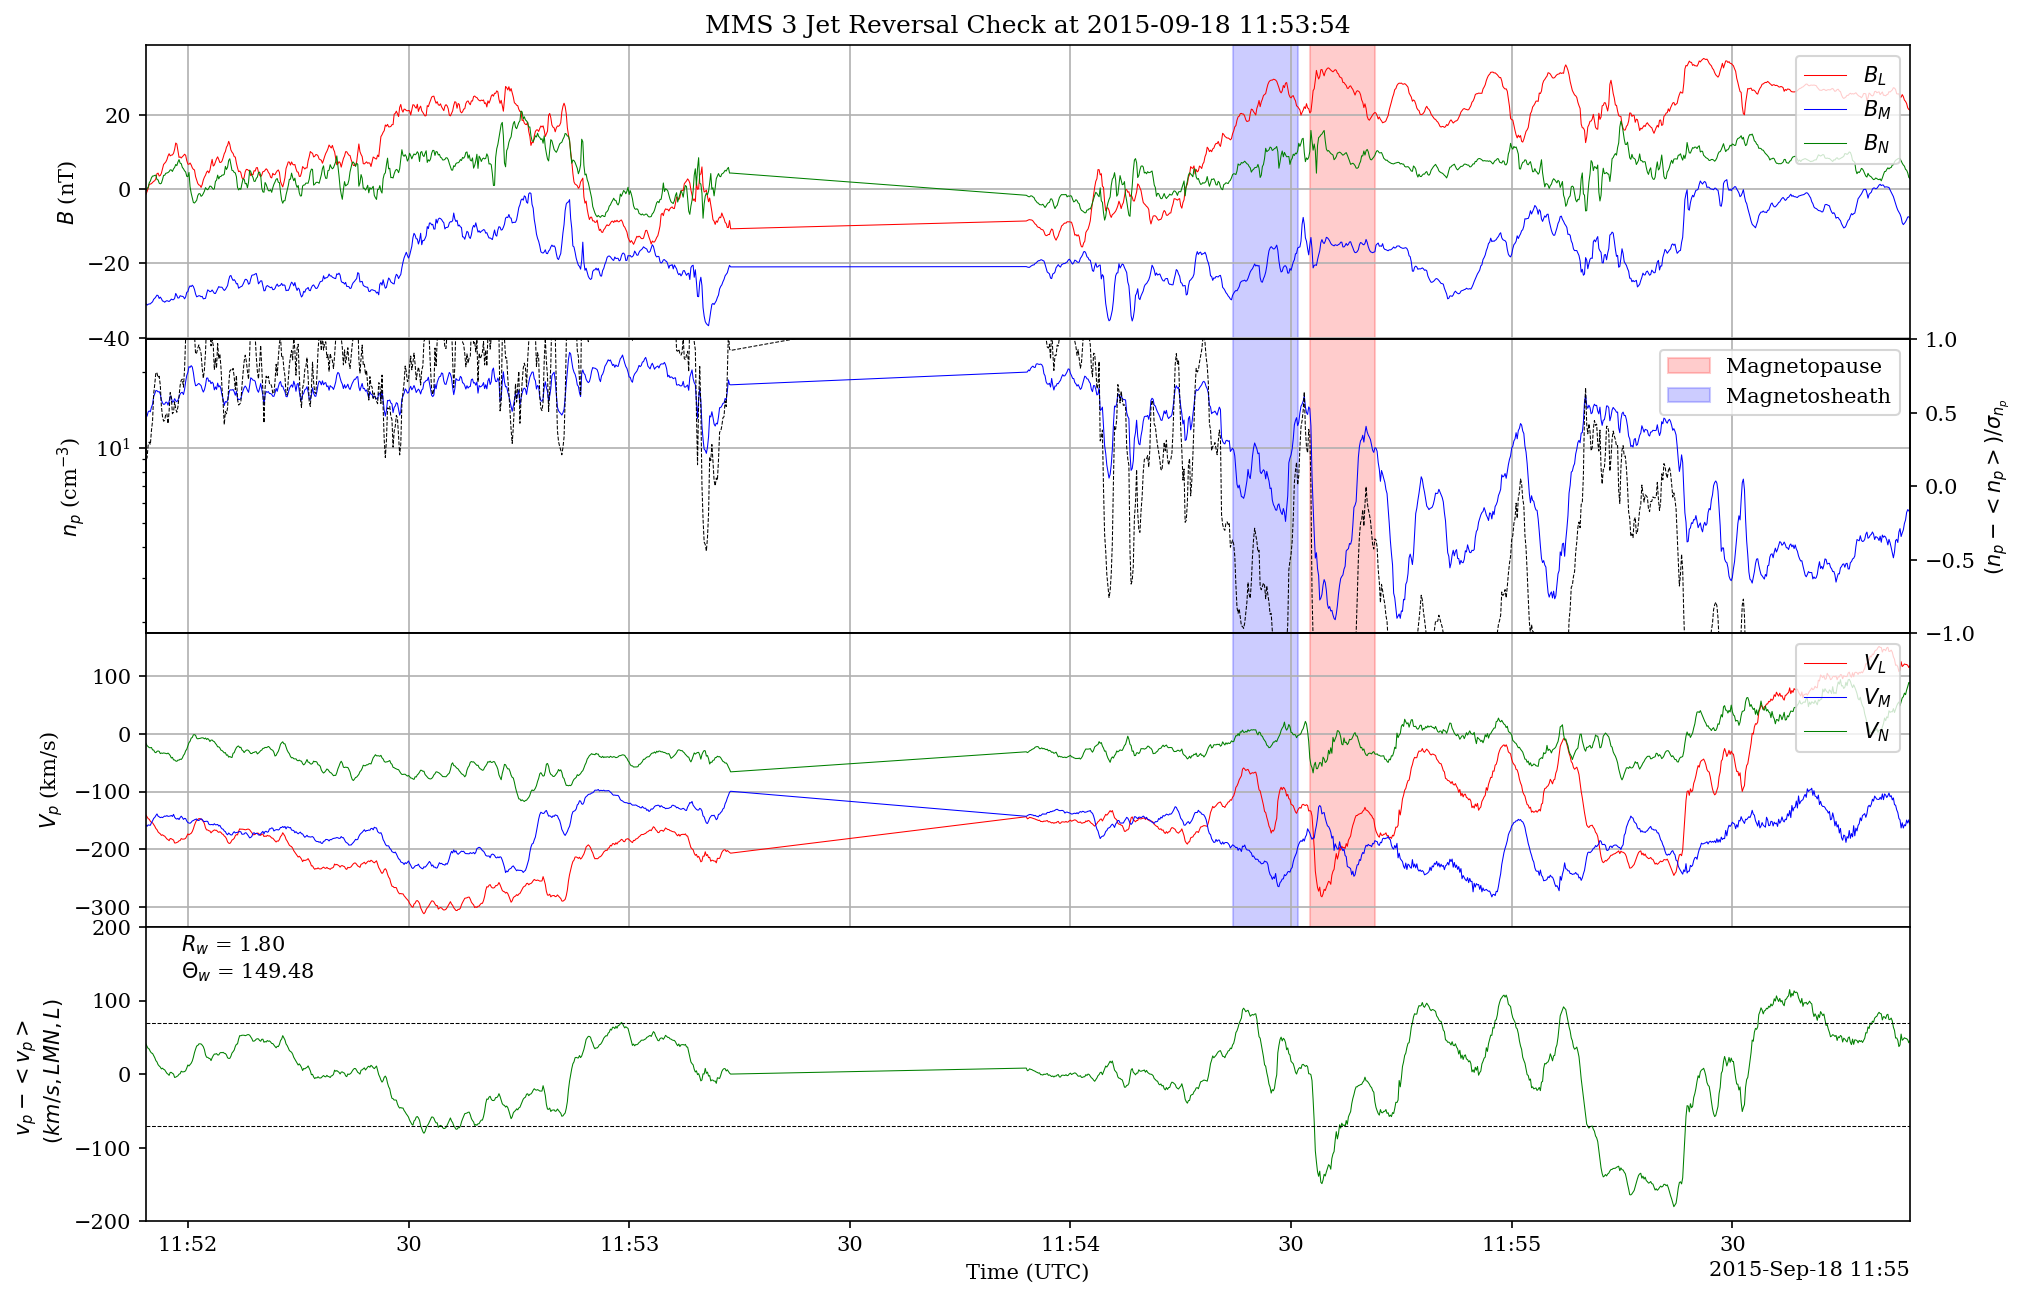 MMS 3 Jet Reversal Check at 2015-09-18 11:53:54
B (nT)
20
0
−20
−40
B_L
B_M
B_N
n_p (cm^{−3})
10^1
1.0
0.5
0.0
−0.5
−1.0
(n_p − < n_p >)/σ_{n_p}
Magnetopause
Magnetosheath
V_p (km/s)
100
0
−100
−200
−300
V_L
V_M
V_N
v_p − < v_p >
(km/s, LMN, L)
200
100
0
−100
−200
R_w = 1.80
Θ_w = 149.48
11:52 30 11:53 30 11:54 30 11:55 30
Time (UTC)
2015-Sep-18 11:55